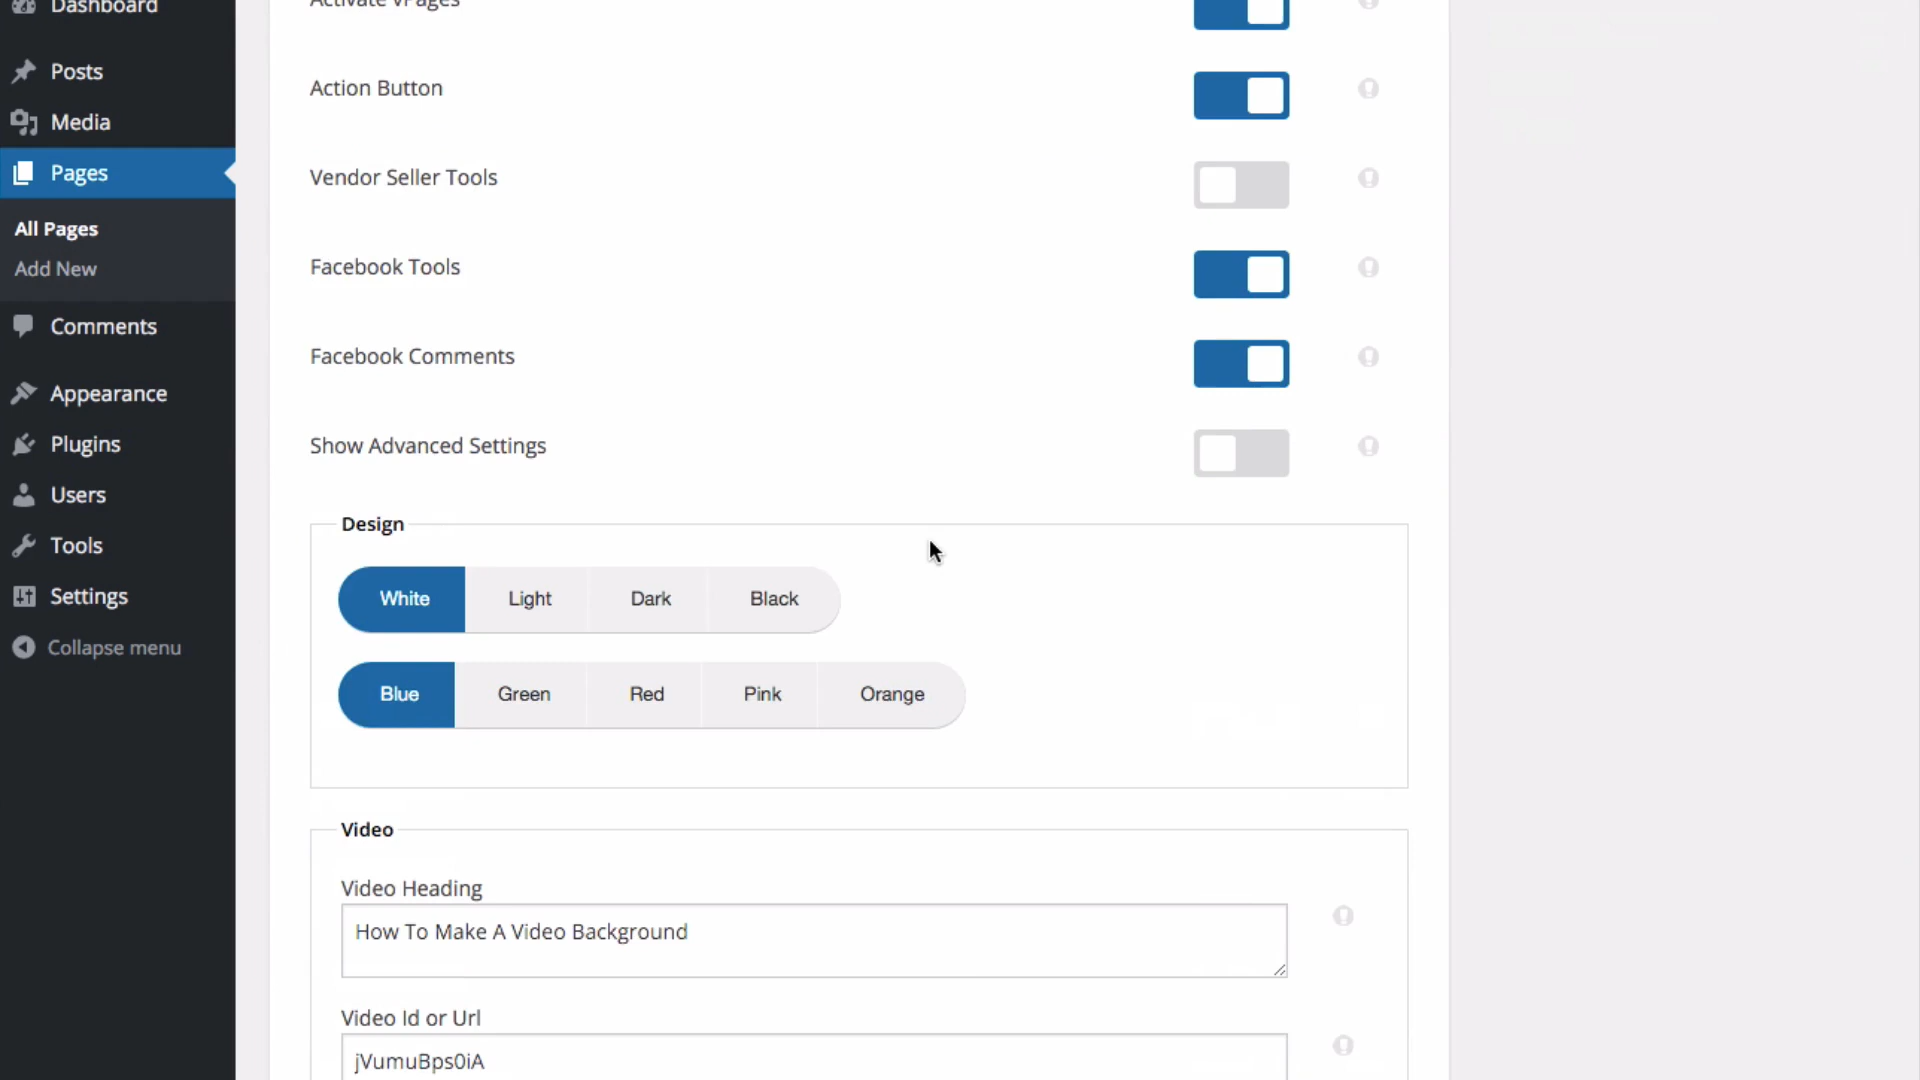 Dashboard
Posts
Media
Pages
All Pages
Add New
Comments
Appearance
Plugins
Users
Tools
Settings
Collapse menu
Activate vPages
Action Button
Vendor Seller Tools
Facebook Tools
Facebook Comments
Show Advanced Settings
Design
White Light Dark Black
Blue Green Red Pink Orange
Video
Video Heading
How To Make A Video Background
Video Id or Url
jVumuBps0iA